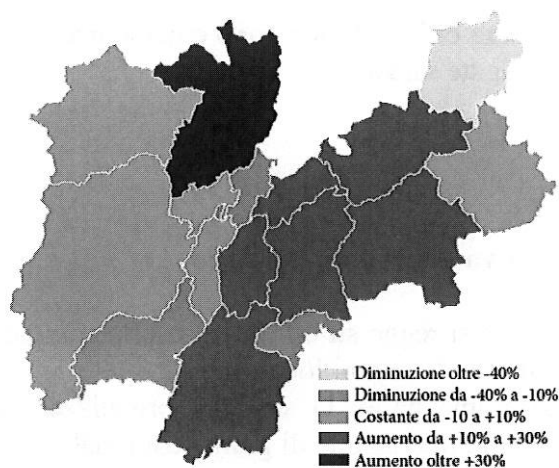 Diminuzione oltre -40%
Diminuzione da -40% a -10%
Costante da -10 a +10%
Aumento da +10% a +30%
Aumento oltre +30%